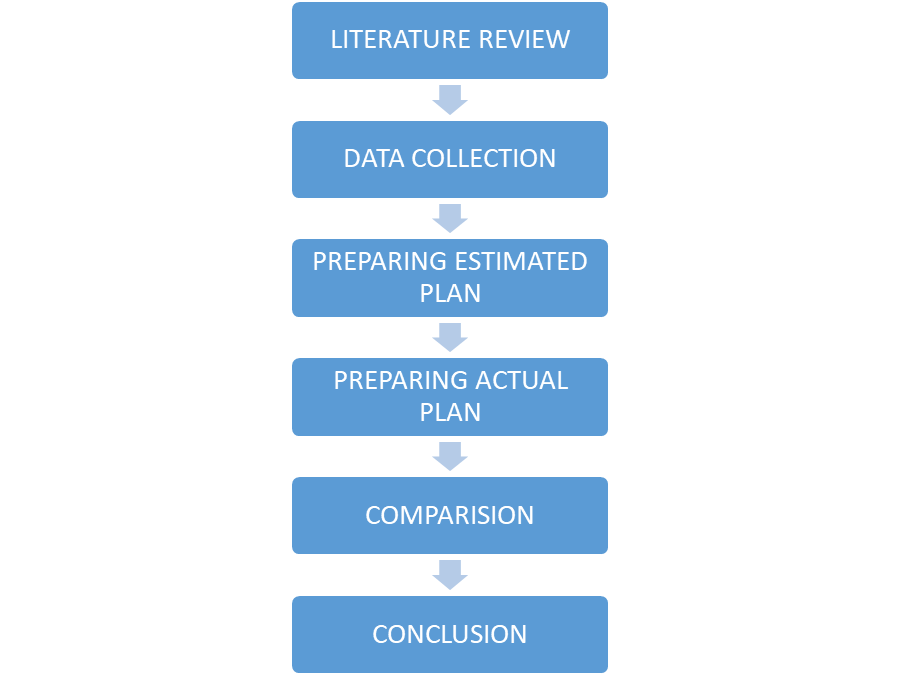 LITERATURE REVIEW
DATA COLLECTION
PREPARING ESTIMATED
PLAN
PREPARING ACTUAL
PLAN
COMPARISION
CONCLUSION